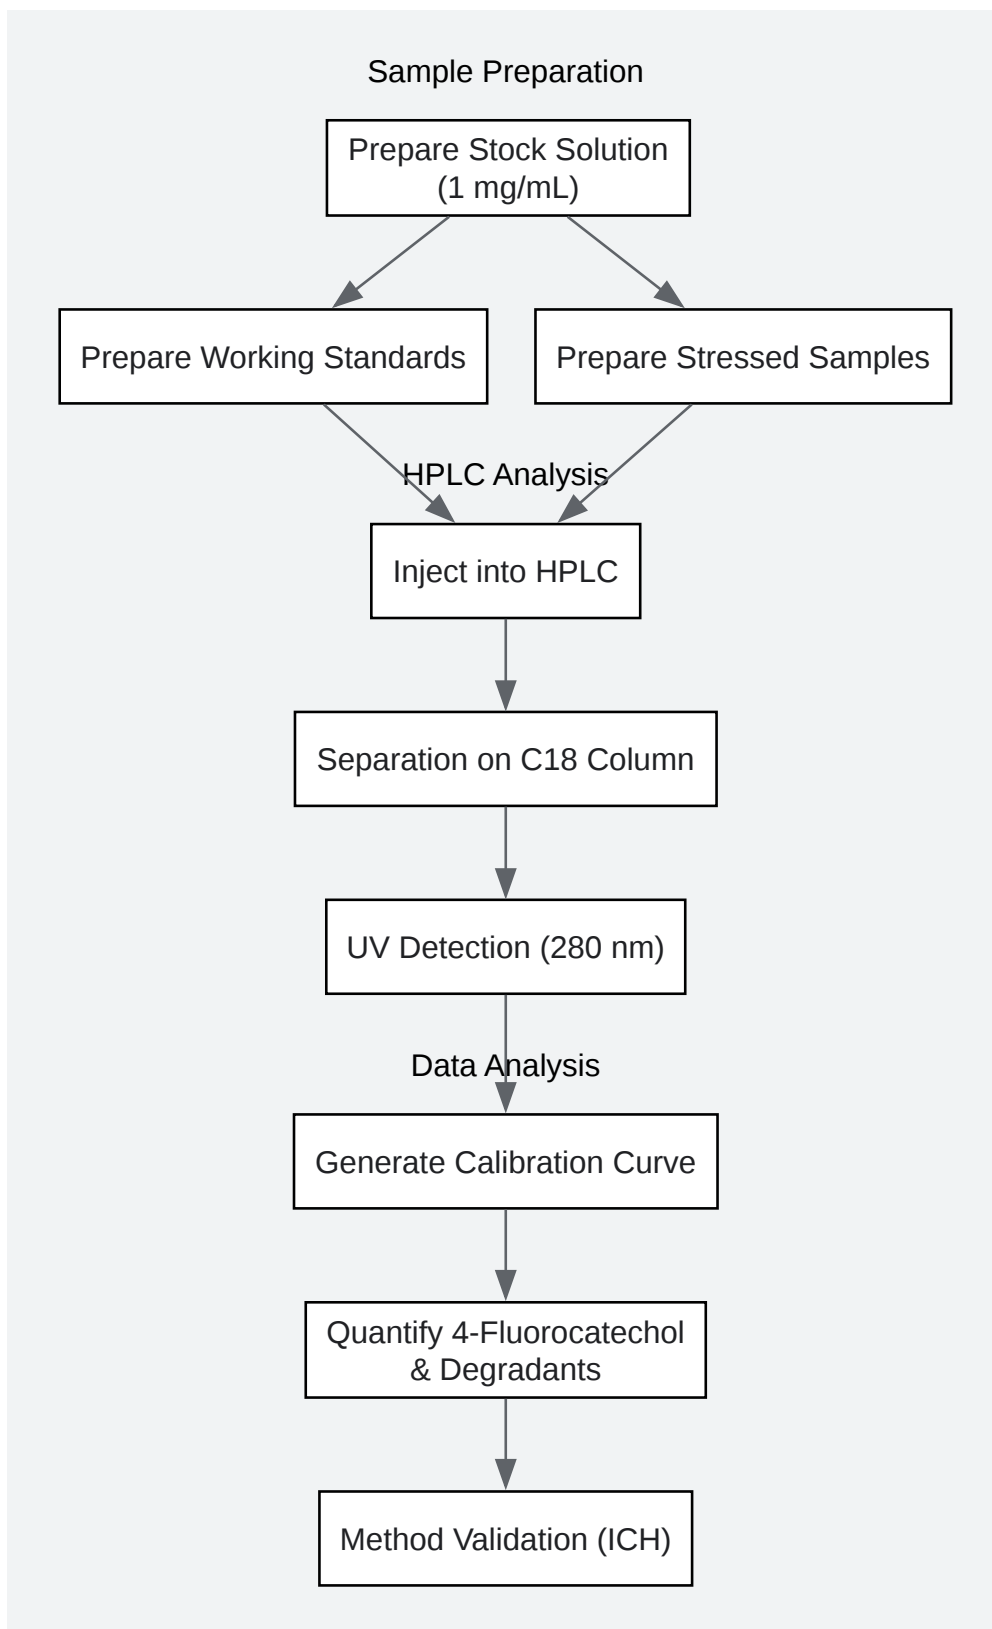 Sample Preparation
Prepare Stock Solution
(1 mg/mL)
Prepare Working Standards
Prepare Stressed Samples
HPLC Analysis
Inject into HPLC
Separation on C18 Column
UV Detection (280 nm)
Data Analysis
Generate Calibration Curve
Quantify 4-Fluorocatechol
& Degradants
Method Validation (ICH)